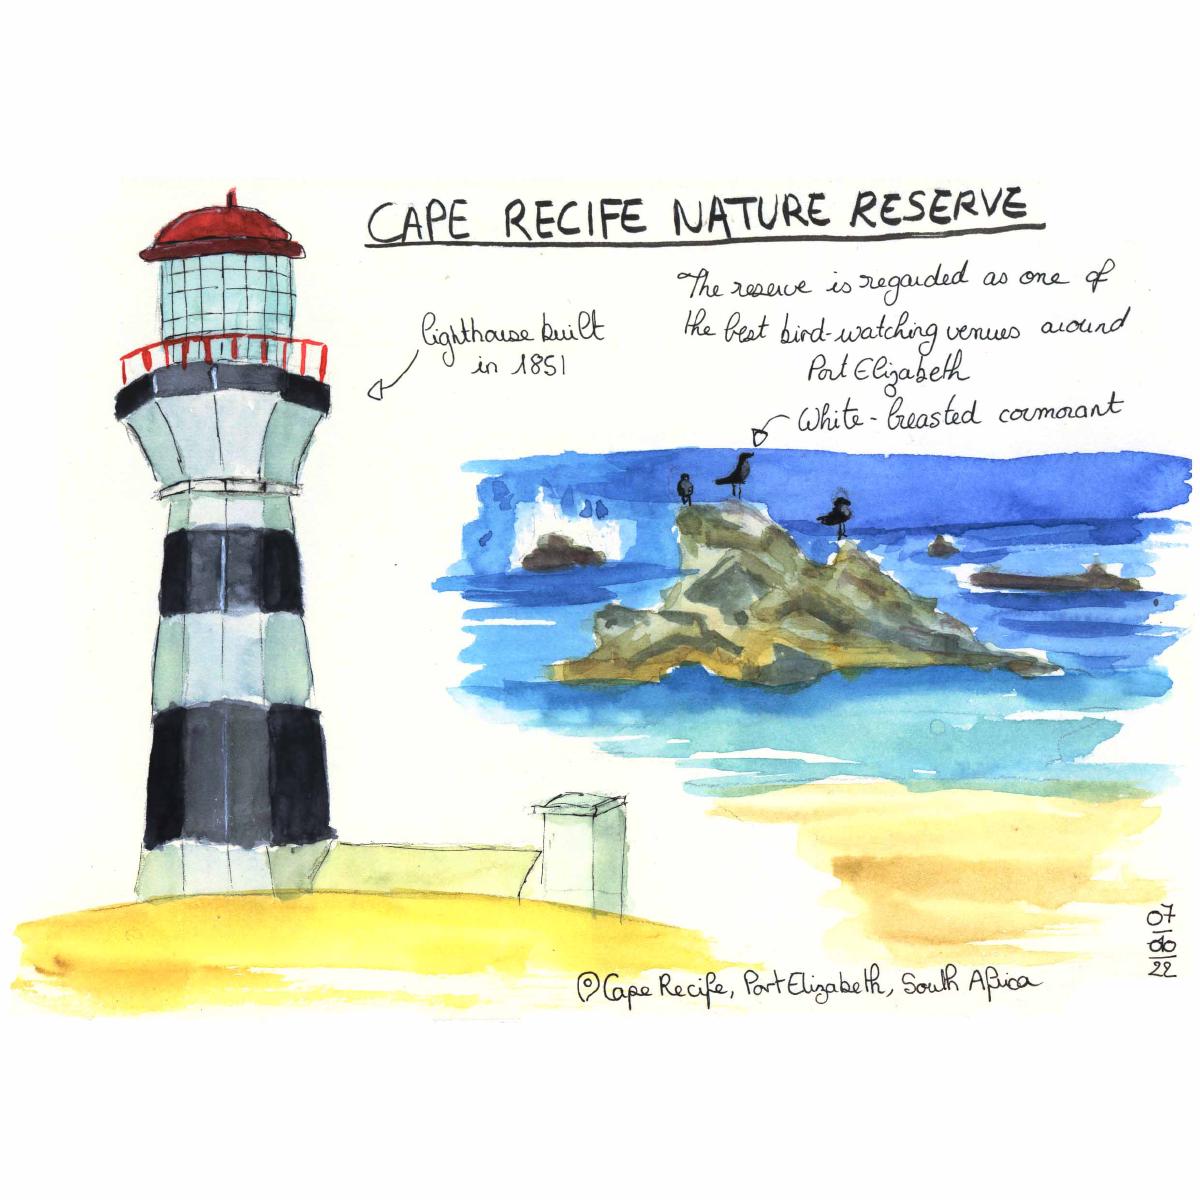 CAPE RECIFE NATURE RESERVE
The reserve is regarded as one of
the best bird-watching venues around
Port Elizabeth
White-breasted cormorant
lighthouse built
in 1851
Cape Recife, Port Elizabeth, South Africa
07/06/22